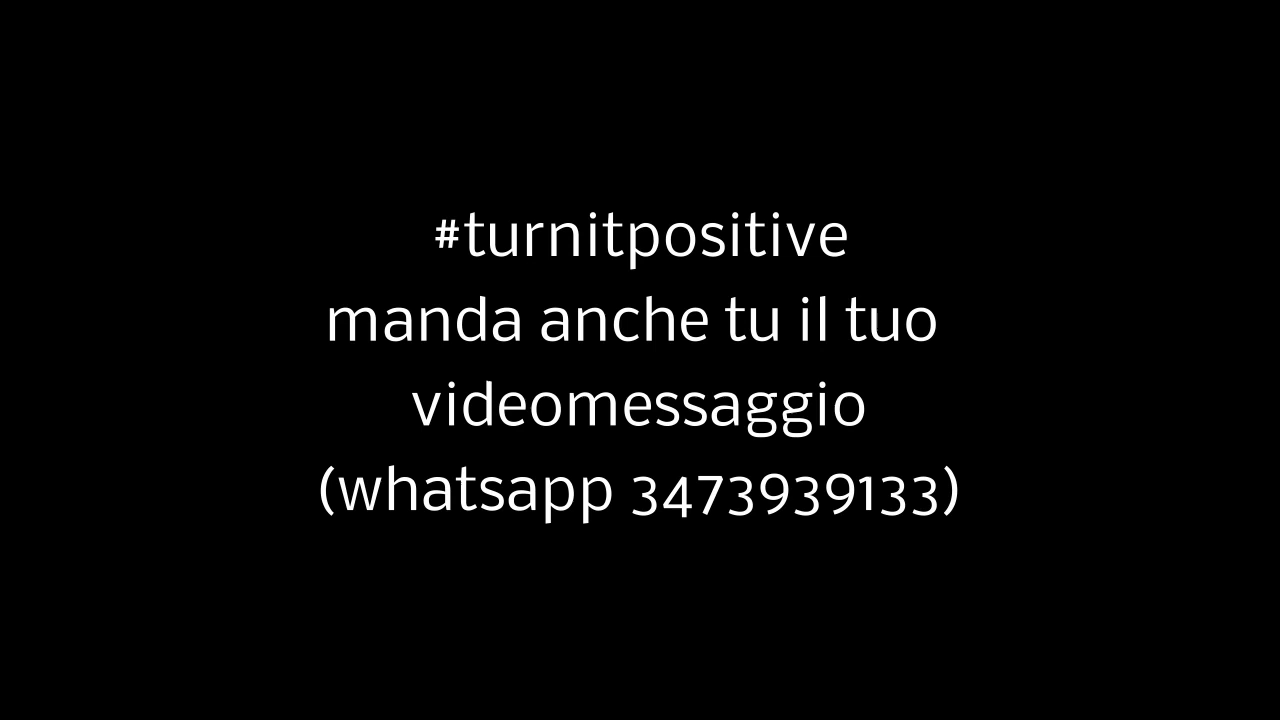 #turnitpositive
manda anche tu il tuo
videomessaggio
(whatsapp 3473939133)